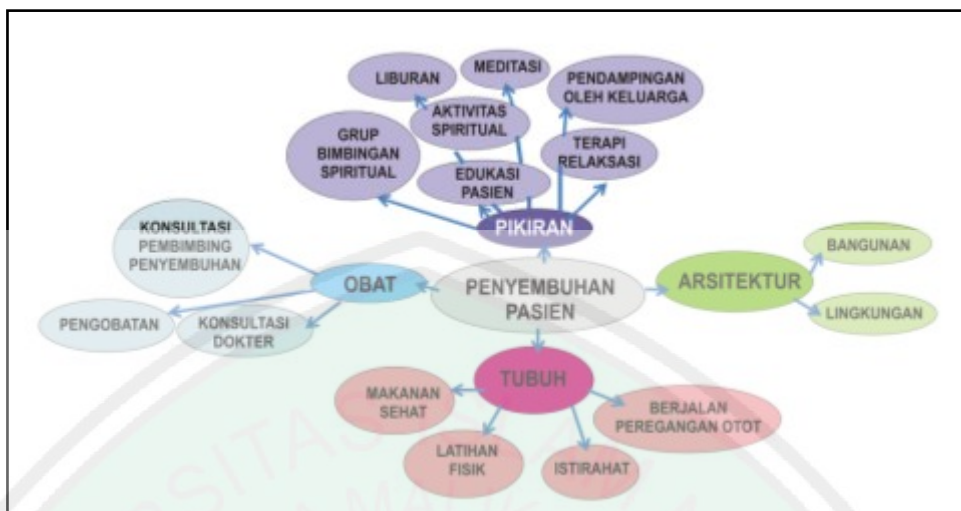 LIBURAN
MEDITASI
PENDAMPINGAN
OLEH KELUARGA
AKTIVITAS
SPIRITUAL
GRUP
BIMBINGAN
SPIRITUAL
TERAPI
RELAKSASI
EDUKASI
PASIEN
PIKIRAN
KONSULTASI
PEMBIMBING
PENYEMBUHAN
OBAT
PENGOBATAN
KONSULTASI
DOKTER
PENYEMBUHAN
PASIEN
ARSITEKTUR
BANGUNAN
LINGKUNGAN
TUBUH
MAKANAN
SEHAT
LATIHAN
FISIK
ISTIRAHAT
BERJALAN
PEREGANGAN OTOT